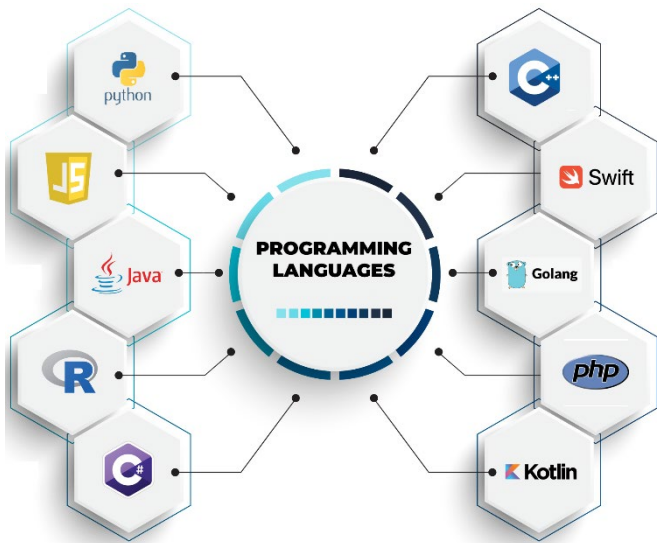 python
JS
Java
R
C#
PROGRAMMING
LANGUAGES
C++
Swift
Golang
php
Kotlin